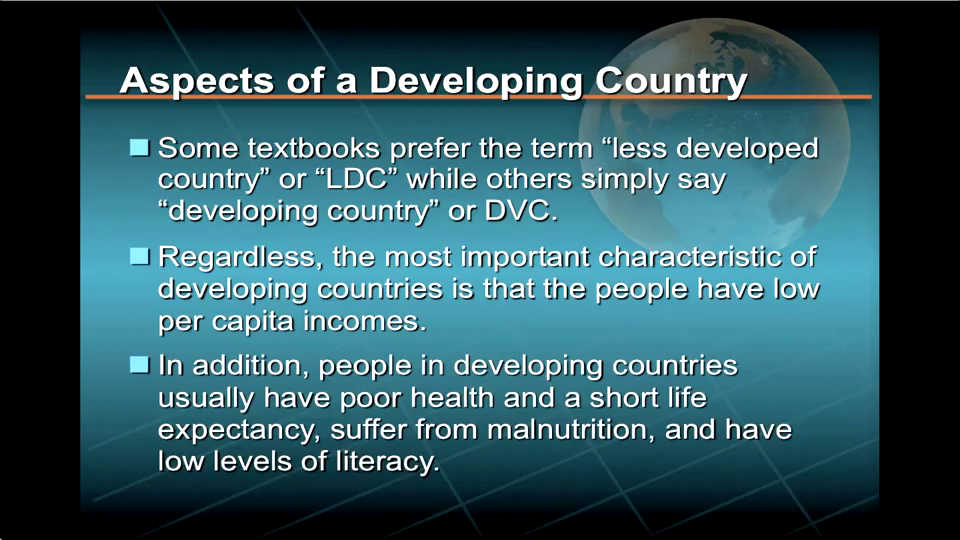 Aspects of a Developing Country
Some textbooks prefer the term “less developed
country” or “LDC” while others simply say
“developing country” or DVC.
Regardless, the most important characteristic of
developing countries is that the people have low
per capita incomes.
In addition, people in developing countries
usually have poor health and a short life
expectancy, suffer from malnutrition, and have
low levels of literacy.